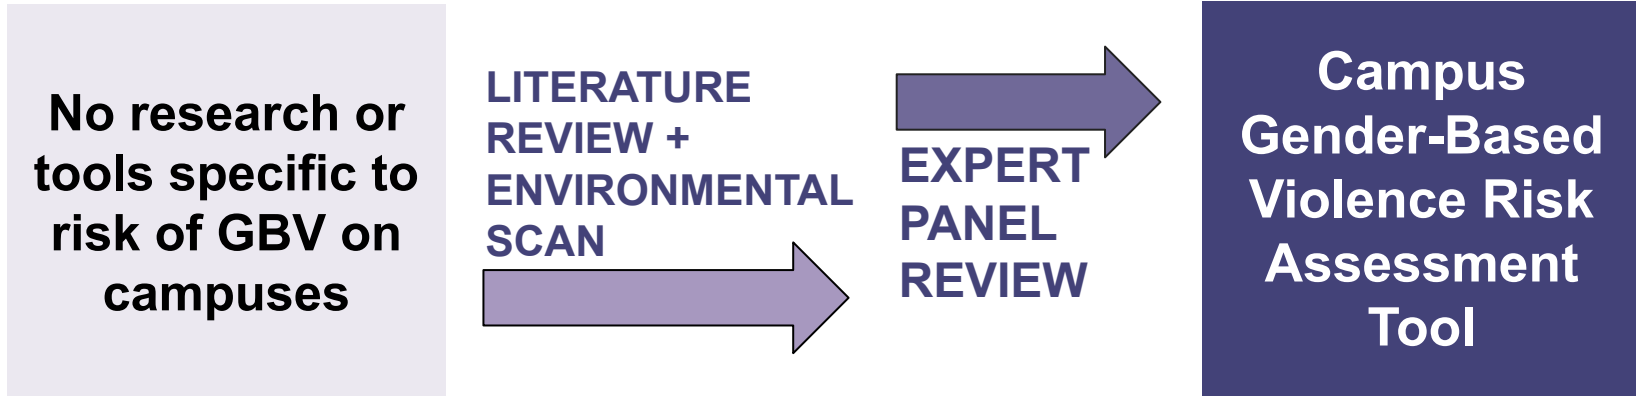 No research or
tools specific to
risk of GBV on
campuses
LITERATURE
REVIEW +
ENVIRONMENTAL
SCAN
EXPERT
PANEL
REVIEW
Campus
Gender-Based
Violence Risk
Assessment
Tool